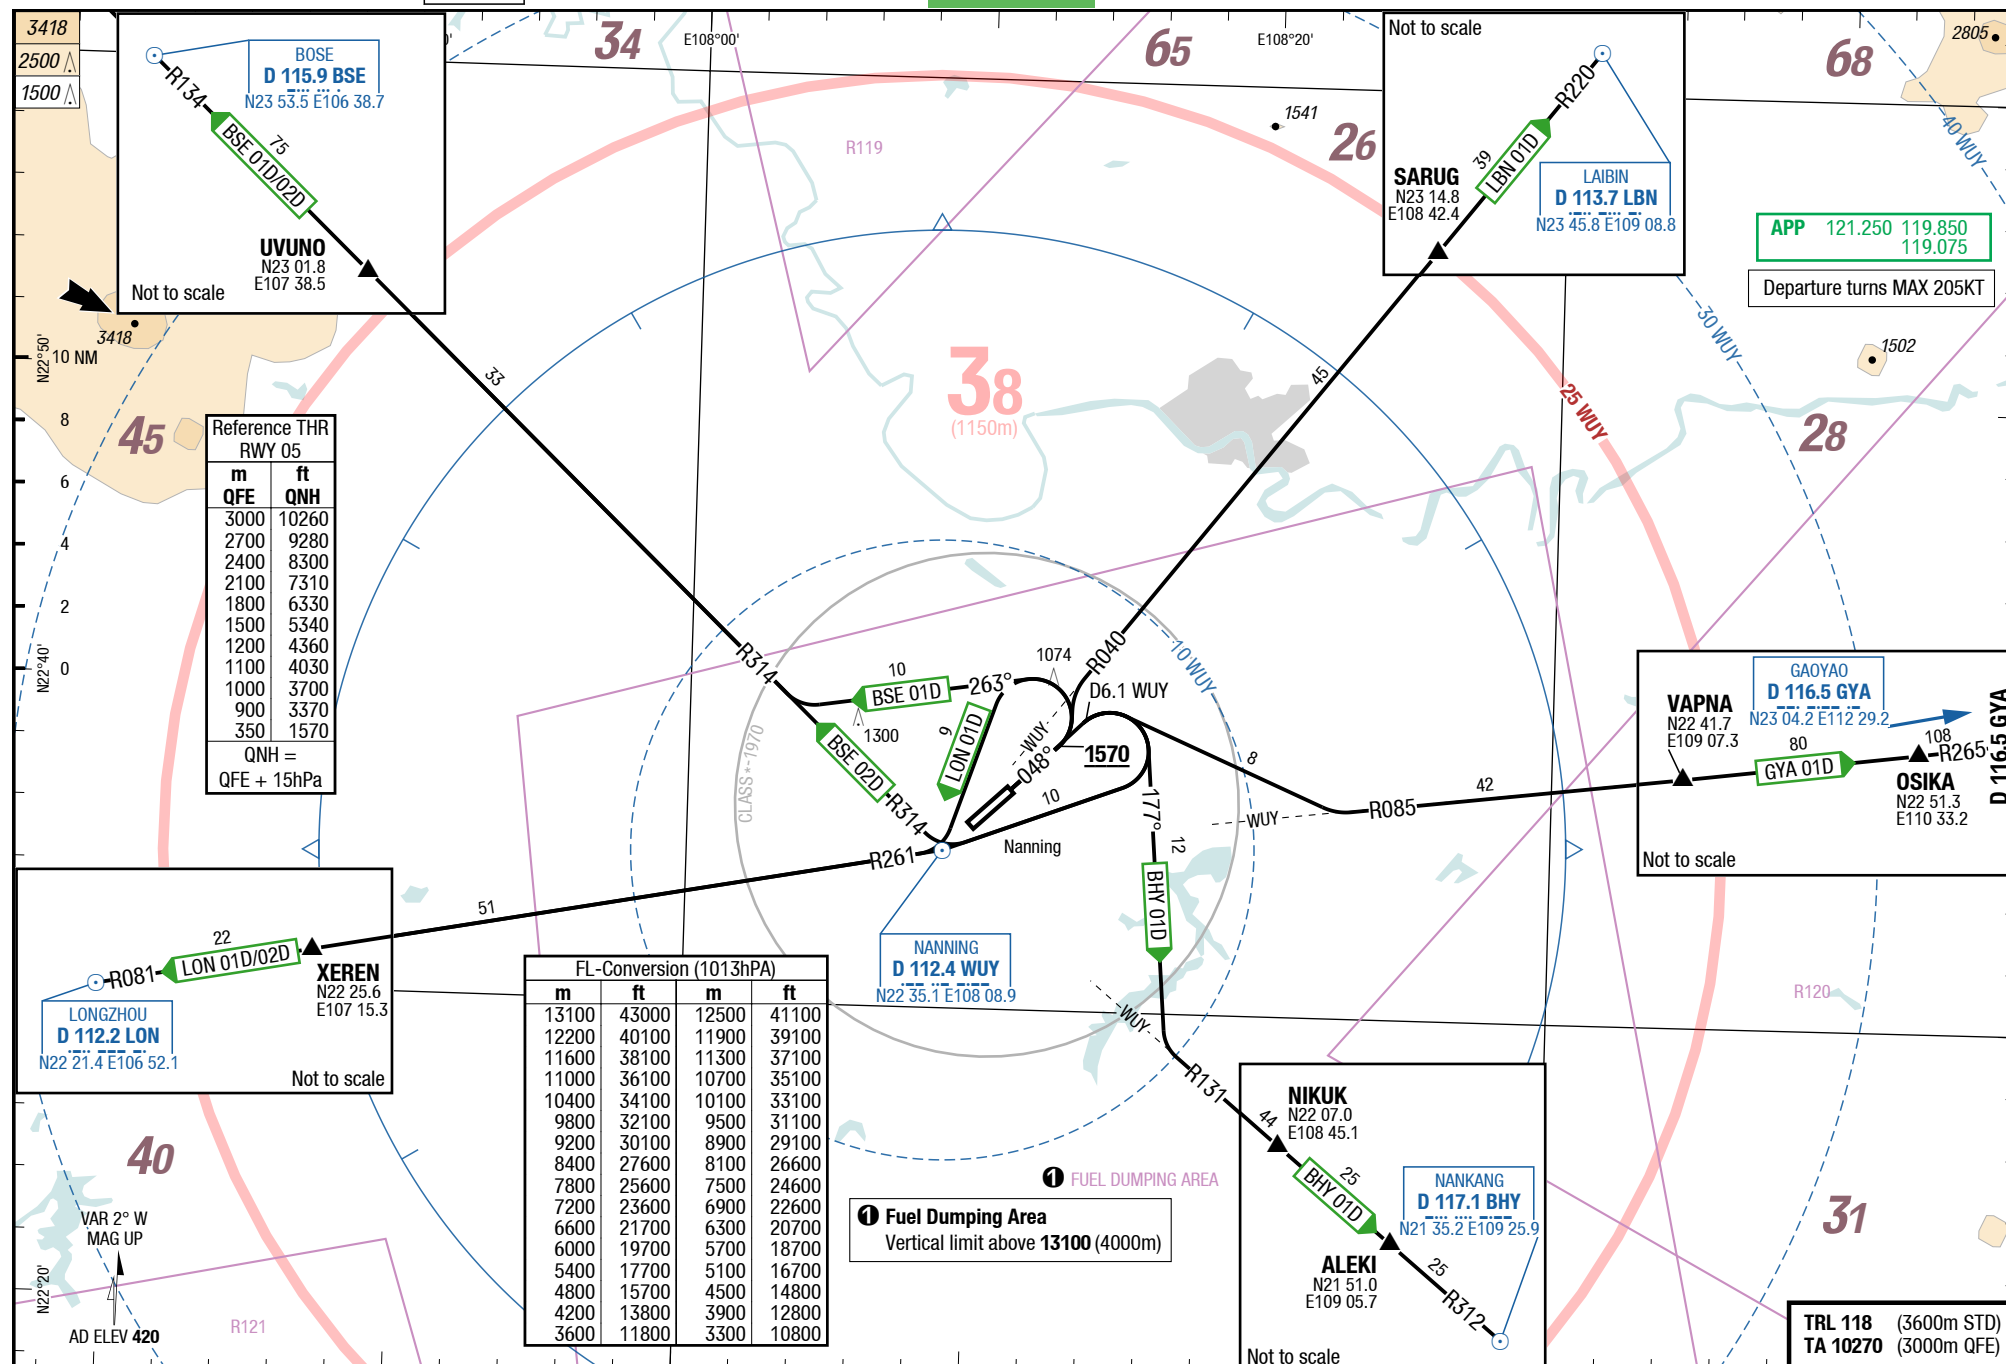 3418
2500
1500
BOSE
D 115.9 BSE
N23 53.5 E106 38.7
R134
75
BSE 01D/02D
UVUNO
N23 01.8
E107 38.5
Not to scale
34
E108°00'
65
E108°20'
Not to scale
R220
39
LBN 01D
SARUG
N23 14.8
E108 42.4
LAIBIN
D 113.7 LBN
N23 45.8 E109 08.8
68
2805
40 WUY
R119
1541
26
APP 121.250 119.850
119.075
Departure turns MAX 205KT
3418
N22°50'
10 NM
8
6
4
2
0
N22°40'
45
33
38
(1150m)
45
25 WUY
30 WUY
1502
28
Reference THR
RWY 05
m ft
QFE QNH
3000 10260
2700 9280
2400 8300
2100 7310
1800 6330
1500 5340
1200 4360
1100 4030
1000 3700
900 3370
350 1570
QNH =
QFE + 15hPa
R314
10
BSE 01D
263°
1074
R040
D6.1 WUY
10 WUY
1300
BSE 02D
9
LON 01D
WUY
048°
1570
CLASS *-1970
R314
10
177°
12
BHY 01D
8
WUY
R085
42
Nanning
R261
51
NANNING
D 112.4 WUY
N22 35.1 E108 08.9
VAPNA
N22 41.7
E109 07.3
GAOYAO
D 116.5 GYA
N23 04.2 E112 29.2
80
GYA 01D
108
R265
OSIKA
N22 51.3
E110 33.2
D 116.5 GYA
Not to scale
22
LON 01D/02D
R081
XEREN
N22 25.6
E107 15.3
LONGZHOU
D 112.2 LON
N22 21.4 E106 52.1
Not to scale
FL-Conversion (1013hPA)
m ft m ft
13100 43000 12500 41100
12200 40100 11900 39100
11600 38100 11300 37100
11000 36100 10700 35100
10400 34100 10100 33100
9800 32100 9500 31100
9200 30100 8900 29100
8400 27600 8100 26600
7800 25600 7500 24600
7200 23600 6900 22600
6600 21700 6300 20700
6000 19700 5700 18700
5400 17700 5100 16700
4800 15700 4500 14800
4200 13800 3900 12800
3600 11800 3300 10800
WUY
R131
44
NIKUK
N22 07.0
E108 45.1
25
BHY 01D
NANKANG
D 117.1 BHY
N21 35.2 E109 25.9
ALEKI
N21 51.0
E109 05.7
25
R312
Not to scale
R120
31
1 FUEL DUMPING AREA
1 Fuel Dumping Area
Vertical limit above 13100 (4000m)
40
VAR 2° W
MAG UP
N22°20'
AD ELEV 420
R121
TRL 118 (3600m STD)
TA 10270 (3000m QFE)